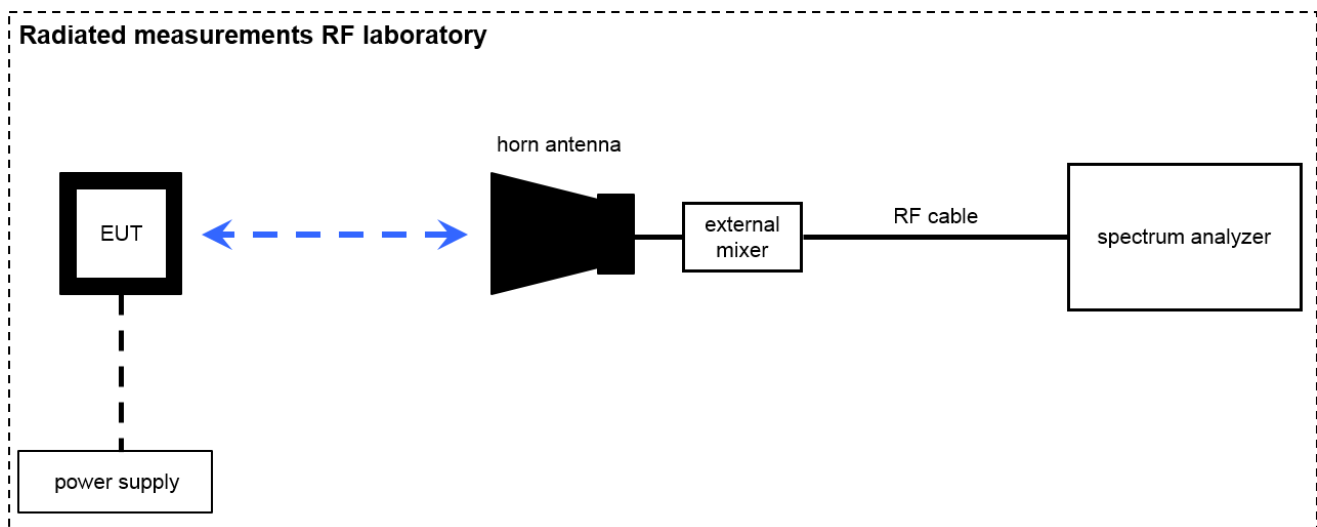 Radiated measurements RF laboratory
horn antenna
EUT
external
mixer
RF cable
spectrum analyzer
power supply